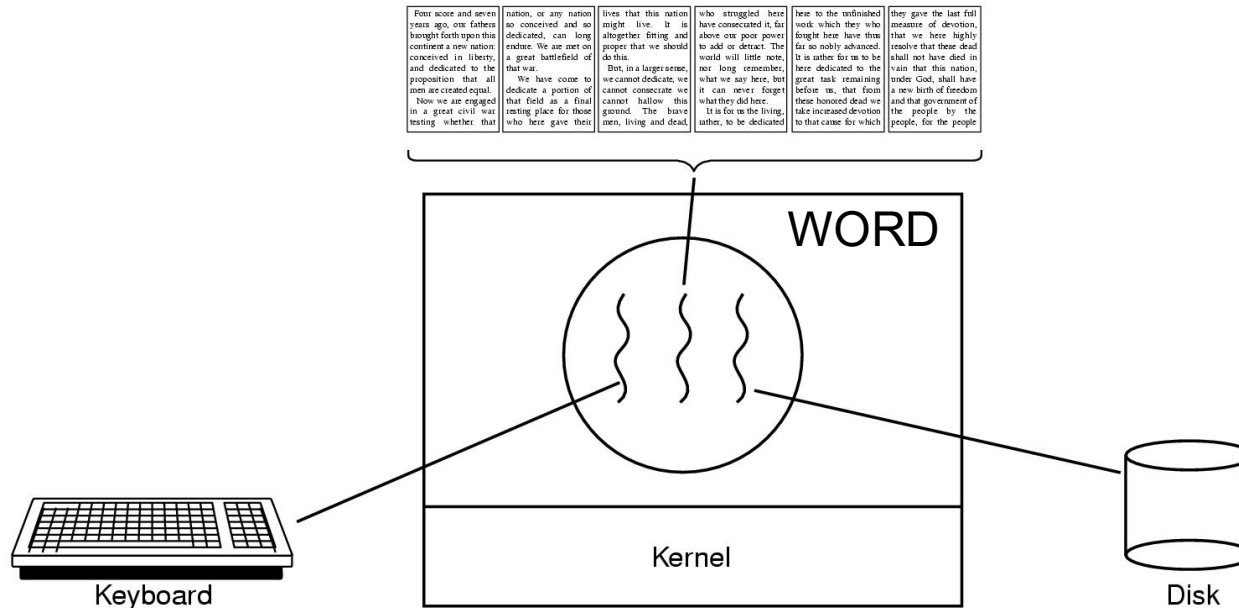 Four score and seven
years ago, our fathers
brought forth upon this
continent a new nation:
conceived in liberty,
and dedicated to the
proposition that all
men are created equal.
Now we are engaged
in a great civil war
testing whether that
nation, or any nation
so conceived and so
dedicated, can long
endure. We are met on
a great battlefield of
that war.
We have come to
dedicate a portion of
that field as a final
resting place for those
who here gave their
lives that this nation
might live. It is
altogether fitting and
proper that we should
do this.
But, in a larger sense,
we cannot dedicate, we
cannot consecrate we
cannot hallow this
ground. The brave
men, living and dead,
who struggled here
have consecrated it, far
above our poor power
to add or detract. The
world will little note,
nor long remember,
what we say here, but
it can never forget
what they did here.
It is for us the living,
rather, to be dedicated
here to the unfinished
work which they who
fought here have thus
far so nobly advanced.
It is rather for us to be
here dedicated to the
great task remaining
before us, that from
these honored dead we
take increased devotion
to that cause for which
they gave the last full
measure of devotion,
that we here highly
resolve that these dead
shall not have died in
vain that this nation,
under God, shall have
a new birth of freedom
and that government of
the people by the
people, for the people
WORD
Kernel
Keyboard
Disk